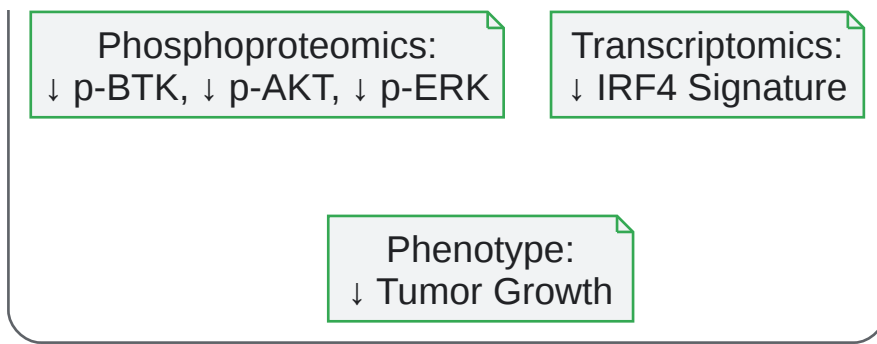 Phosphoproteomics:
↓ p-BTK, ↓ p-AKT, ↓ p-ERK
Transcriptomics:
↓ IRF4 Signature
Phenotype:
↓ Tumor Growth